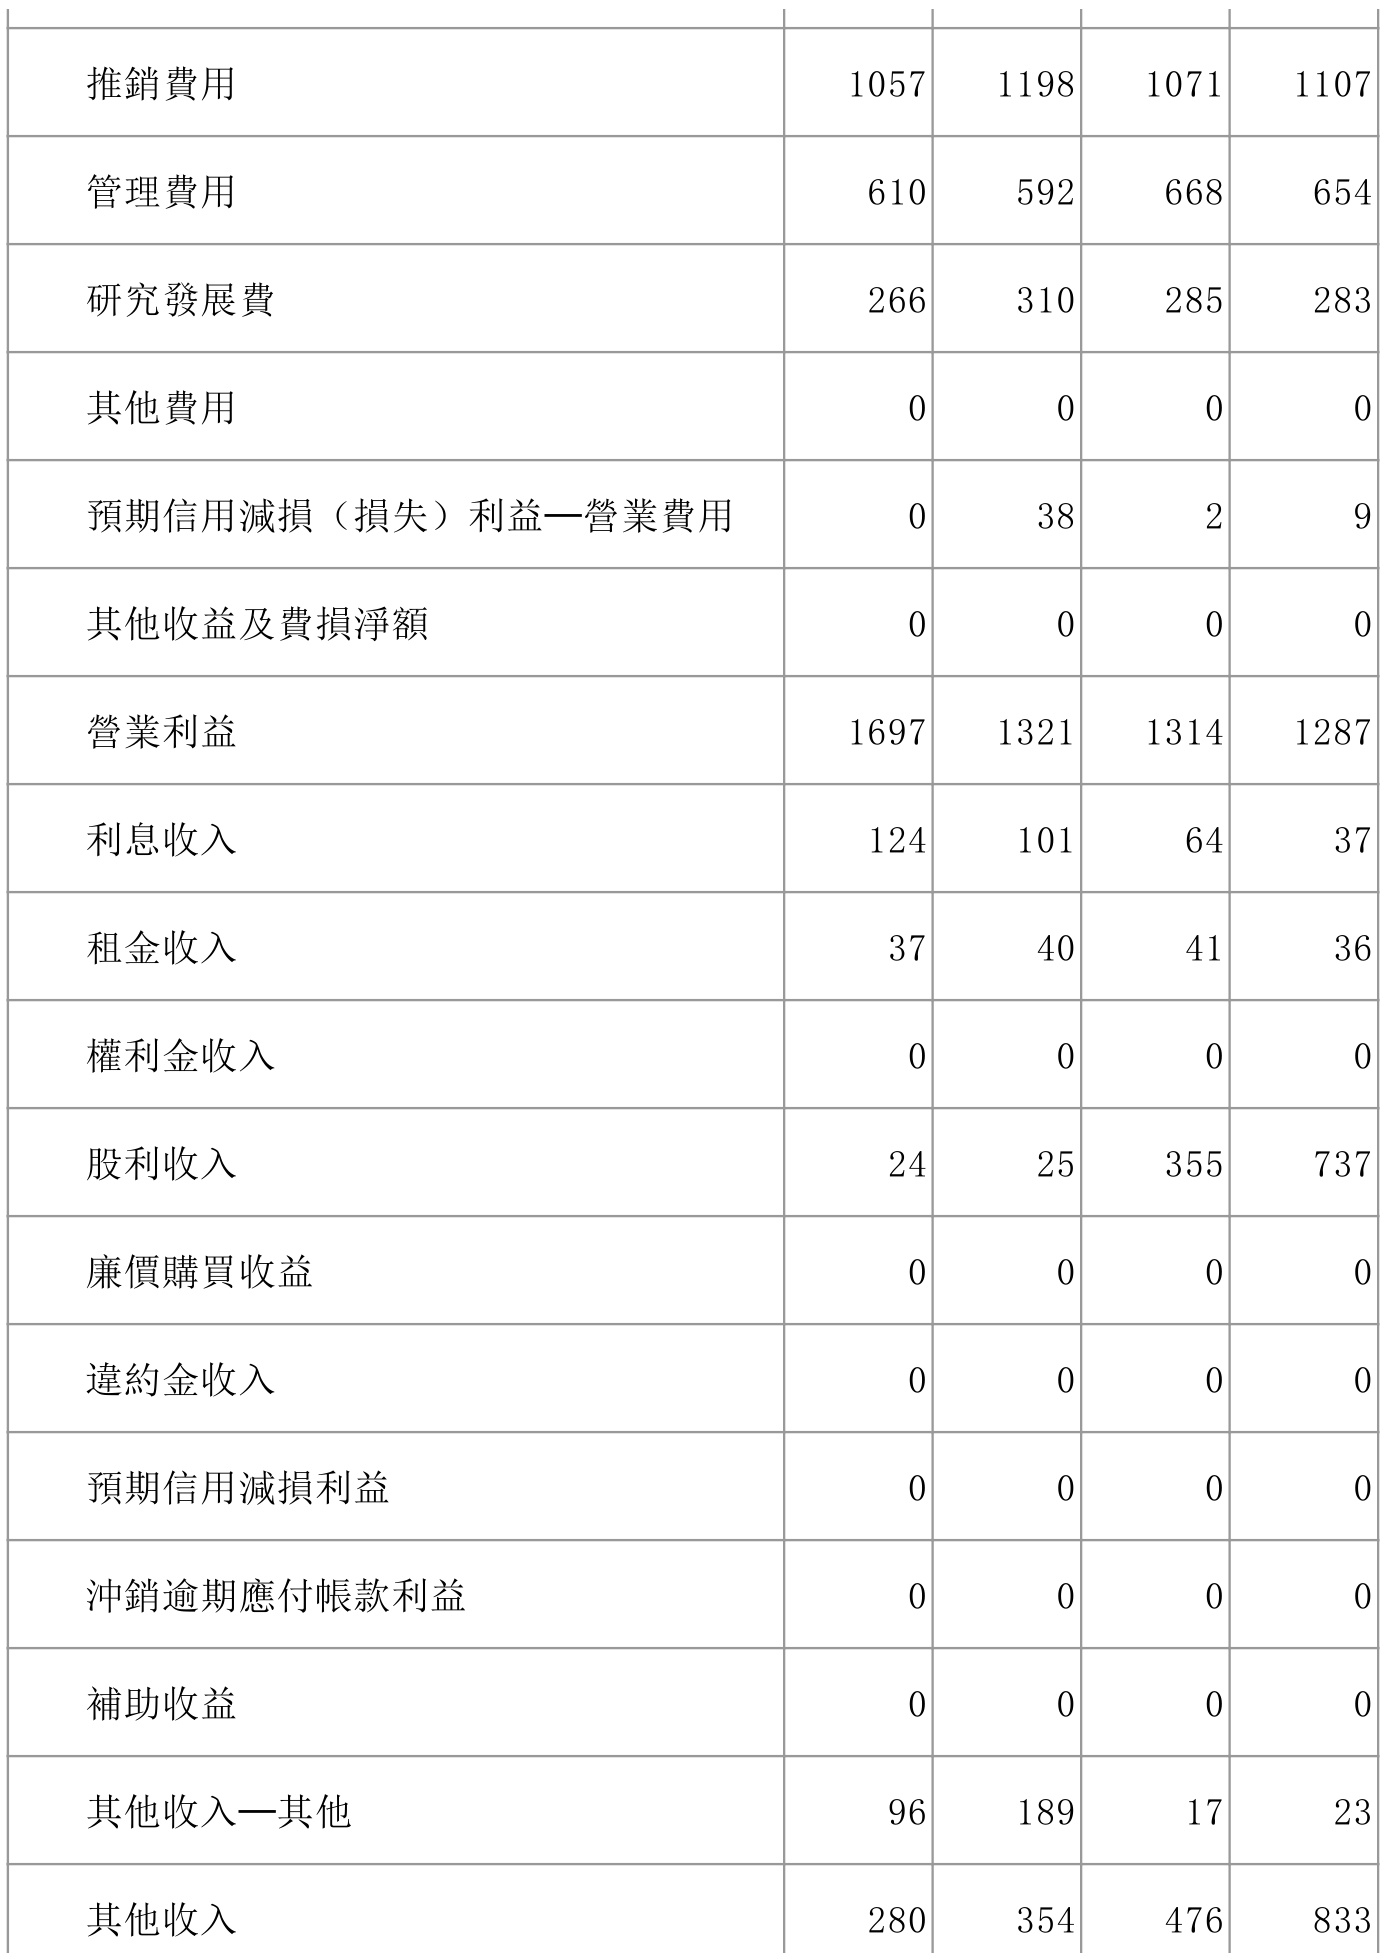 推銷費用 1057 1198 1071 1107
管理費用 610 592 668 654
研究發展費 266 310 285 283
其他費用 0 0 0 0
預期信用減損（損失）利益─營業費用 0 38 2 9
其他收益及費損淨額 0 0 0 0
營業利益 1697 1321 1314 1287
利息收入 124 101 64 37
租金收入 37 40 41 36
權利金收入 0 0 0 0
股利收入 24 25 355 737
廉價購買收益 0 0 0 0
違約金收入 0 0 0 0
預期信用減損利益 0 0 0 0
沖銷逾期應付帳款利益 0 0 0 0
補助收益 0 0 0 0
其他收入─其他 96 189 17 23
其他收入 280 354 476 833